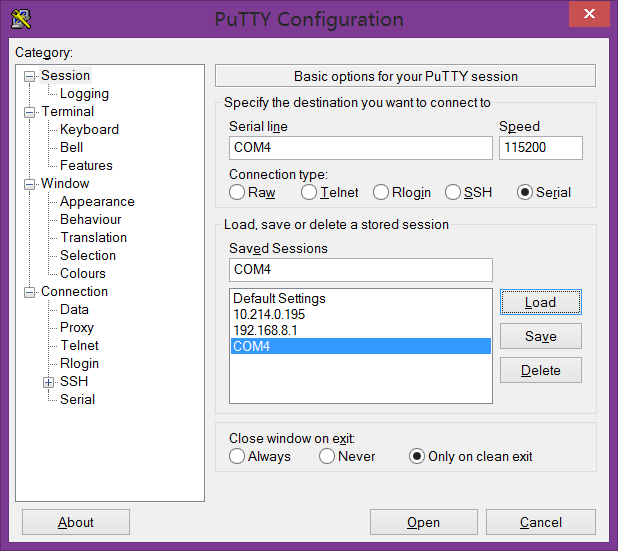 PuTTY Configuration
Category:
Session
Logging
Terminal
Keyboard
Bell
Features
Window
Appearance
Behaviour
Translation
Selection
Colours
Connection
Data
Proxy
Telnet
Rlogin
SSH
Serial
Basic options for your PuTTY session
Specify the destination you want to connect to
Serial line Speed
COM4 115200
Connection type:
Raw Telnet Rlogin SSH Serial
Load, save or delete a stored session
Saved Sessions
COM4
Default Settings
10.214.0.195
192.168.8.1
COM4
Load
Save
Delete
Close window on exit:
Always Never Only on clean exit
About Open Cancel